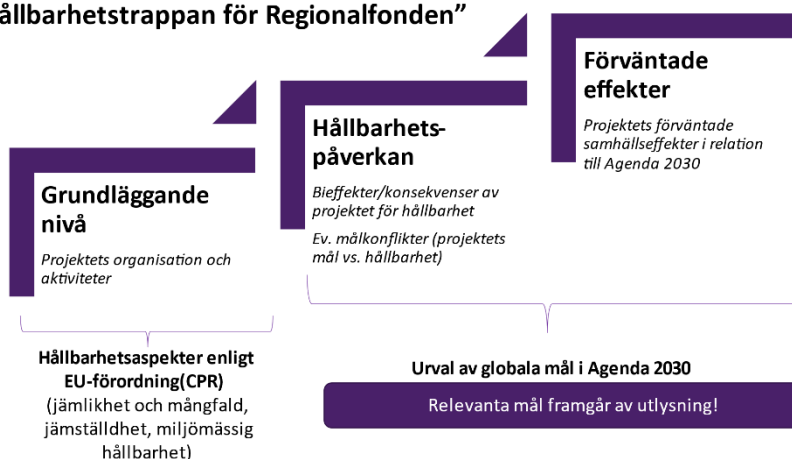 ållbarhetstrappan för Regionalfonden”
Grundläggande
nivå
Projektets organisation och
aktiviteter
Hållbarhets-
påverkan
Bieffekter/konsekvenser av
projektet för hållbarhet
Ev. målkonflikter (projektets
mål vs. hållbarhet)
Förväntade
effekter
Projektets förväntade
samhällseffekter i relation
till Agenda 2030
Hållbarhetsaspekter enligt
EU-förordning(CPR)
(jämlikhet och mångfald,
jämställdhet, miljömässig
hållbarhet)
Urval av globala mål i Agenda 2030
Relevanta mål framgår av utlysning!